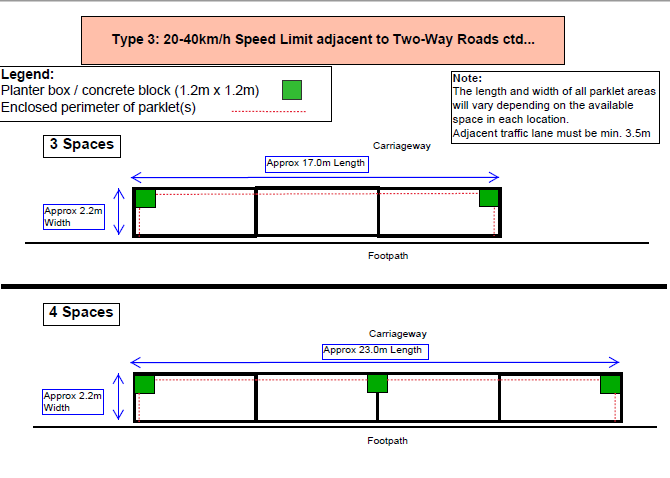 Type 3: 20-40km/h Speed Limit adjacent to Two-Way Roads ctd...
Legend:
Planter box / concrete block (1.2m x 1.2m)
Enclosed perimeter of parklet(s)
Note:
The length and width of all parklet areas
will vary depending on the available
space in each location.
Adjacent traffic lane must be min. 3.5m
3 Spaces
Carriageway
Approx 17.0m Length
Approx 2.2m
Width
Footpath
4 Spaces
Carriageway
Approx 23.0m Length
Approx 2.2m
Width
Footpath